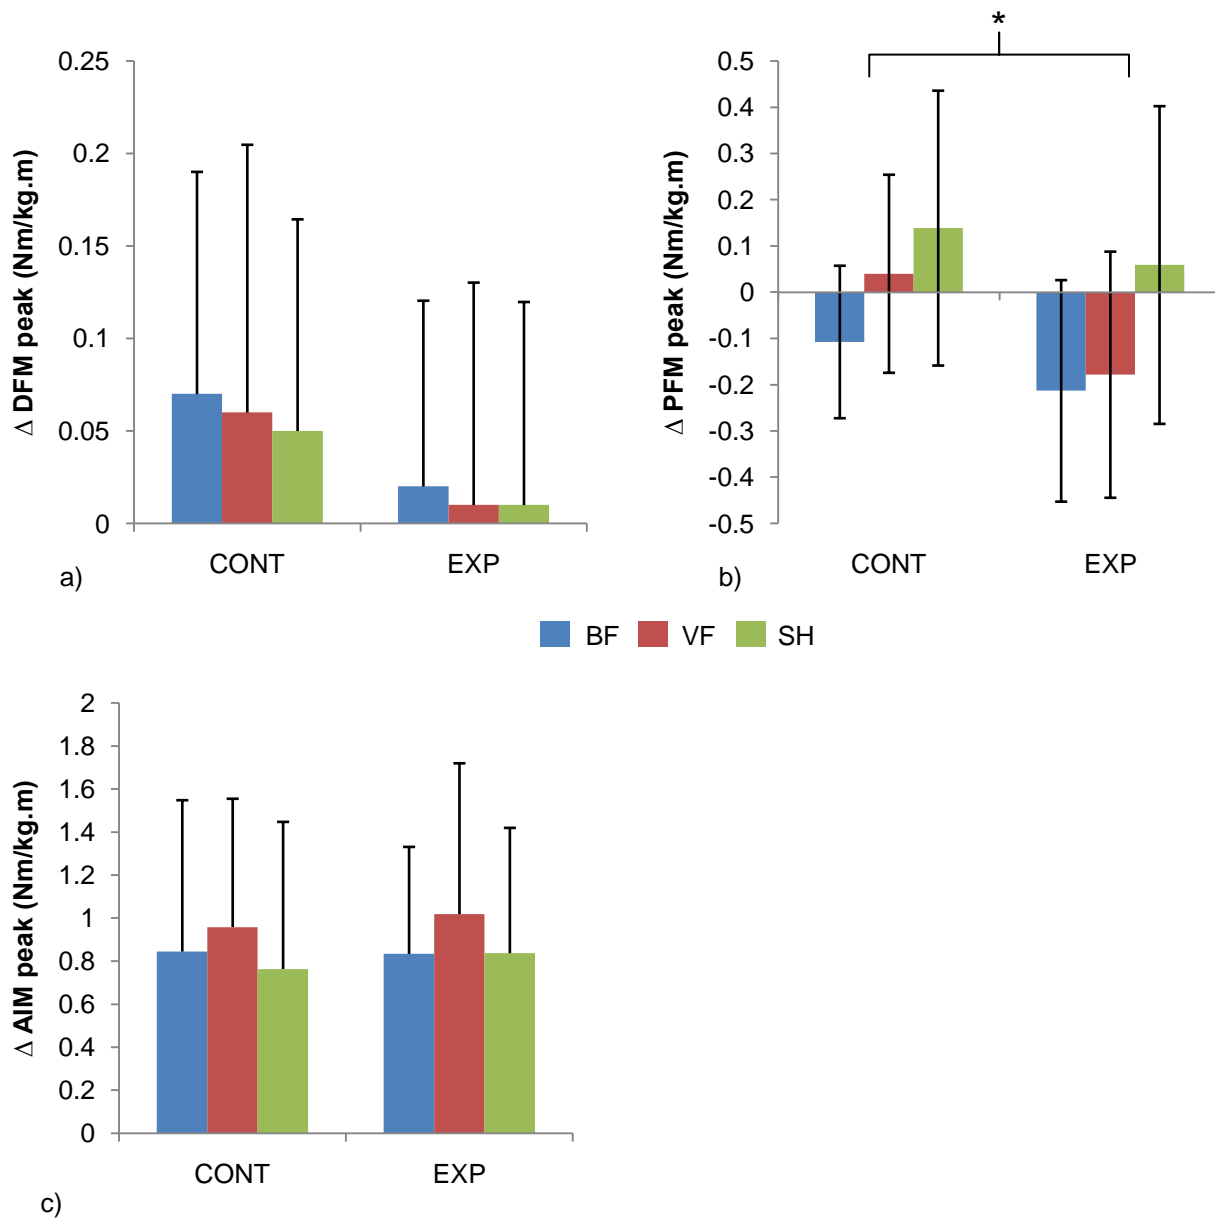 Δ DFM peak (Nm/kg.m)
0.25
0.2
0.15
0.1
0.05
0
CONT EXP
a)
*
Δ PFM peak (Nm/kg.m)
0.5
0.4
0.3
0.2
0.1
0
-0.1
-0.2
-0.3
-0.4
-0.5
CONT EXP
b)
BF VF SH
Δ AIM peak (Nm/kg.m)
2
1.8
1.6
1.4
1.2
1
0.8
0.6
0.4
0.2
0
CONT EXP
c)